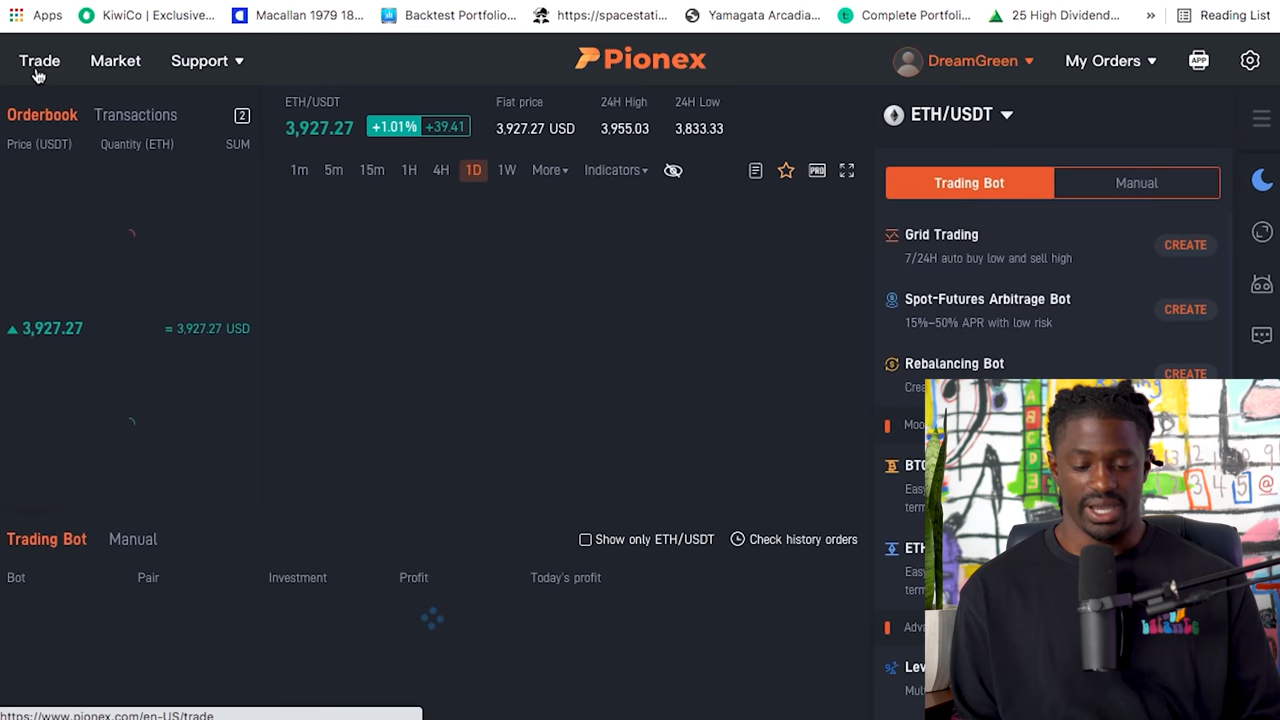 Apps
KiwiCo | Exclusive...
Macallan 1979 18...
Backtest Portfolio...
https://spacestati...
Yamagata Arcadia...
Complete Portfoli...
25 High Dividend...
»
Reading List
Trade
Market
Support
Pionex
DreamGreen
My Orders
APP
Orderbook
Transactions
2
Price (USDT)
Quantity (ETH)
SUM
3,927.27
= 3,927.27 USD
ETH/USDT
3,927.27
+1.01%
+39.41
Fiat price
3,927.27 USD
24H High
3,955.03
24H Low
3,833.33
1m
5m
15m
1H
4H
1D
1W
More
Indicators
PRO
ETH/USDT
Trading Bot
Manual
Grid Trading
CREATE
7/24H auto buy low and sell high
Spot-Futures Arbitrage Bot
CREATE
15%–50% APR with low risk
Rebalancing Bot
CREATE
Trading Bot
Manual
Show only ETH/USDT
Check history orders
Bot
Pair
Investment
Profit
Today's profit
https://www.pionex.com/en-US/trade
A
B
C
D
3 4 5 @